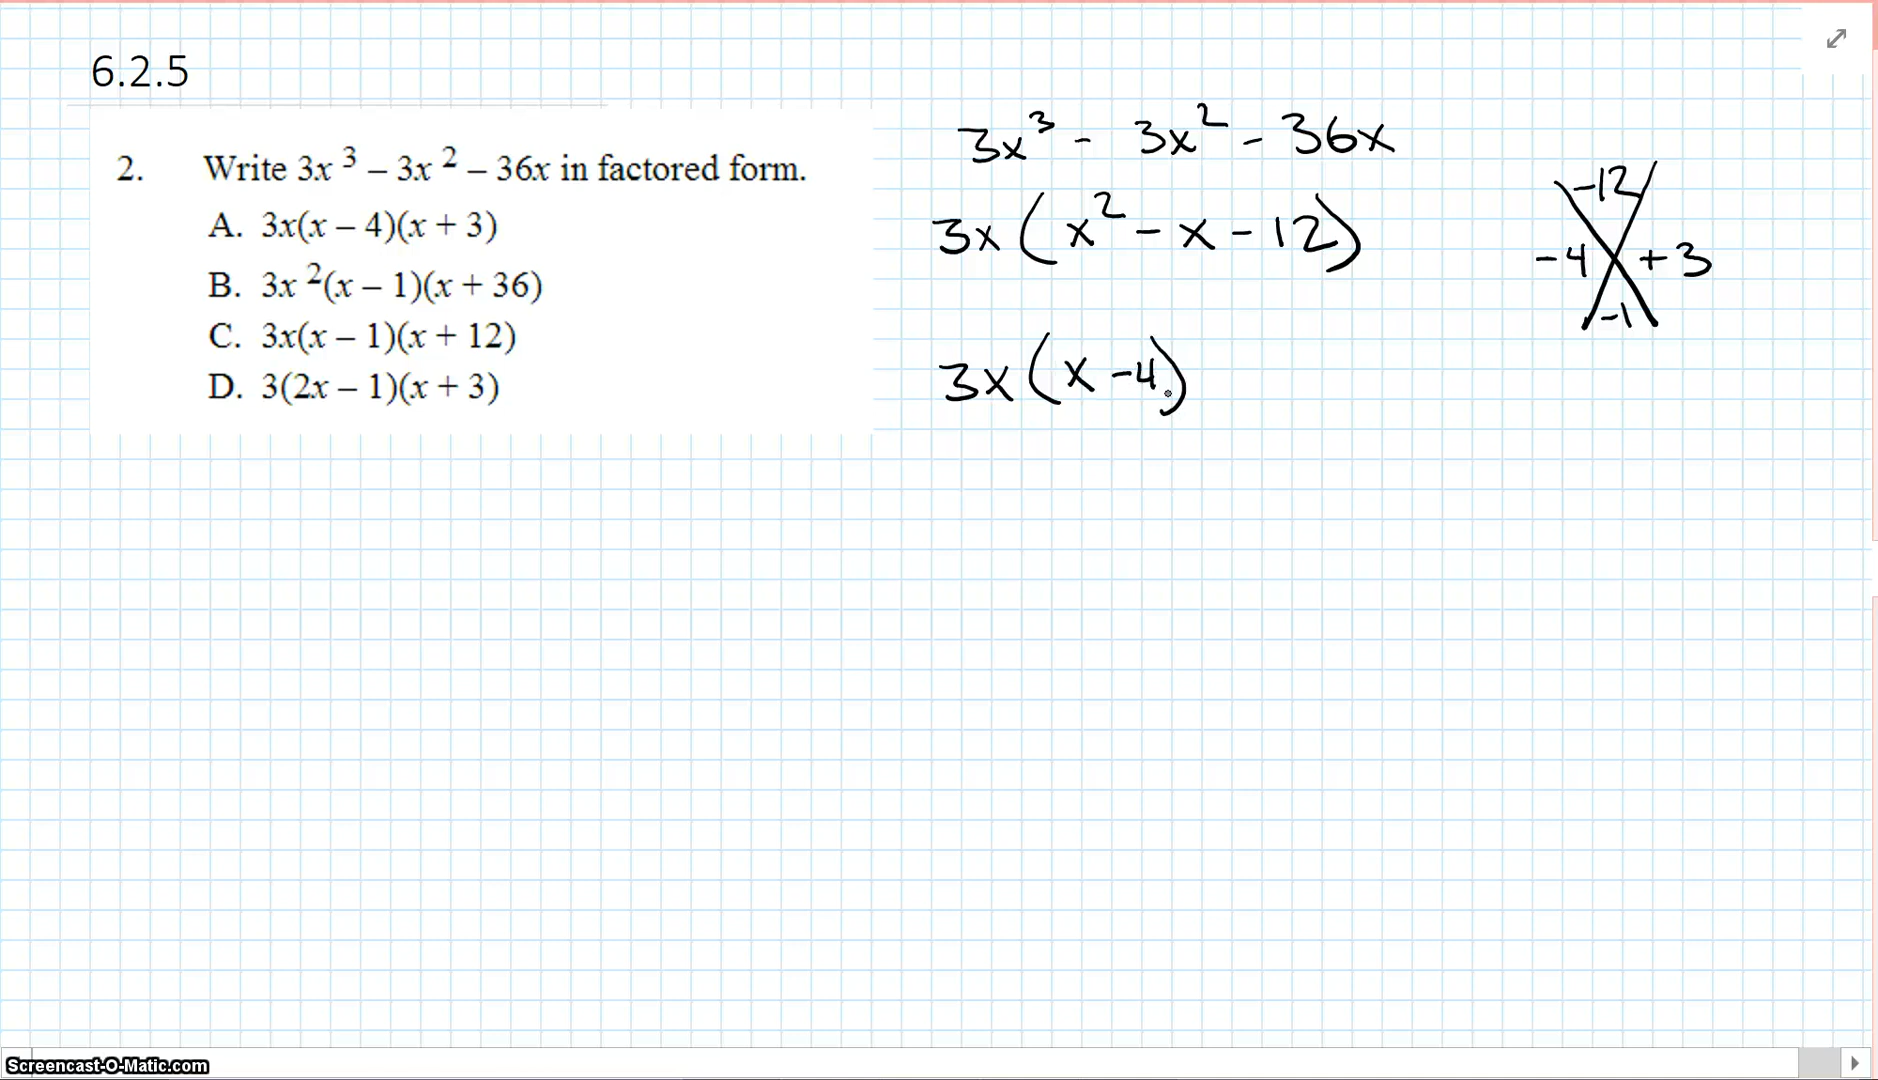 6.2.5
2. Write 3x³ – 3x² – 36x in factored form.
A. 3x(x – 4)(x + 3)
B. 3x²(x – 1)(x + 36)
C. 3x(x – 1)(x + 12)
D. 3(2x – 1)(x + 3)
3x³ - 3x² - 36x
3x(x² - x - 12)
3x(x - 4)
-12
-4 +3
-1
Screencast-O-Matic.com